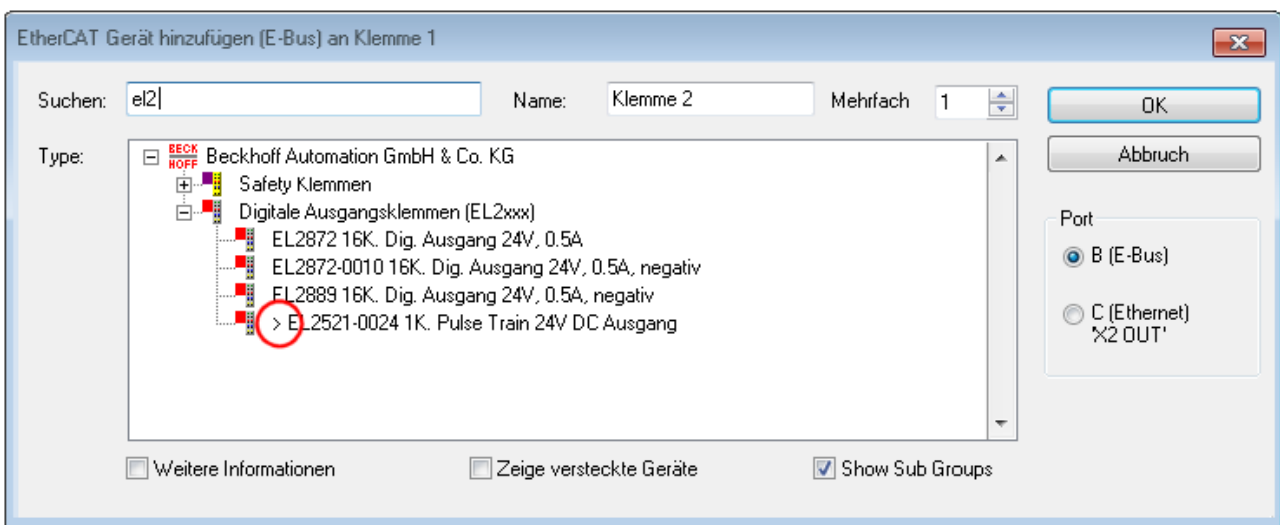 EtherCAT Gerät hinzufügen (E-Bus) an Klemme 1
Suchen: el2 Name: Klemme 2 Mehrfach 1 OK
Type: BECKHOFF Beckhoff Automation GmbH & Co. KG Abbruch
Safety Klemmen
Digitale Ausgangsklemmen (EL2xxx)
EL2872 16K. Dig. Ausgang 24V, 0.5A
EL2872-0010 16K. Dig. Ausgang 24V, 0.5A, negativ
EL2889 16K. Dig. Ausgang 24V, 0.5A, negativ
> EL2521-0024 1K. Pulse Train 24V DC Ausgang
Port
B (E-Bus)
C (Ethernet)
'X2 OUT'
Weitere Informationen Zeige versteckte Geräte Show Sub Groups